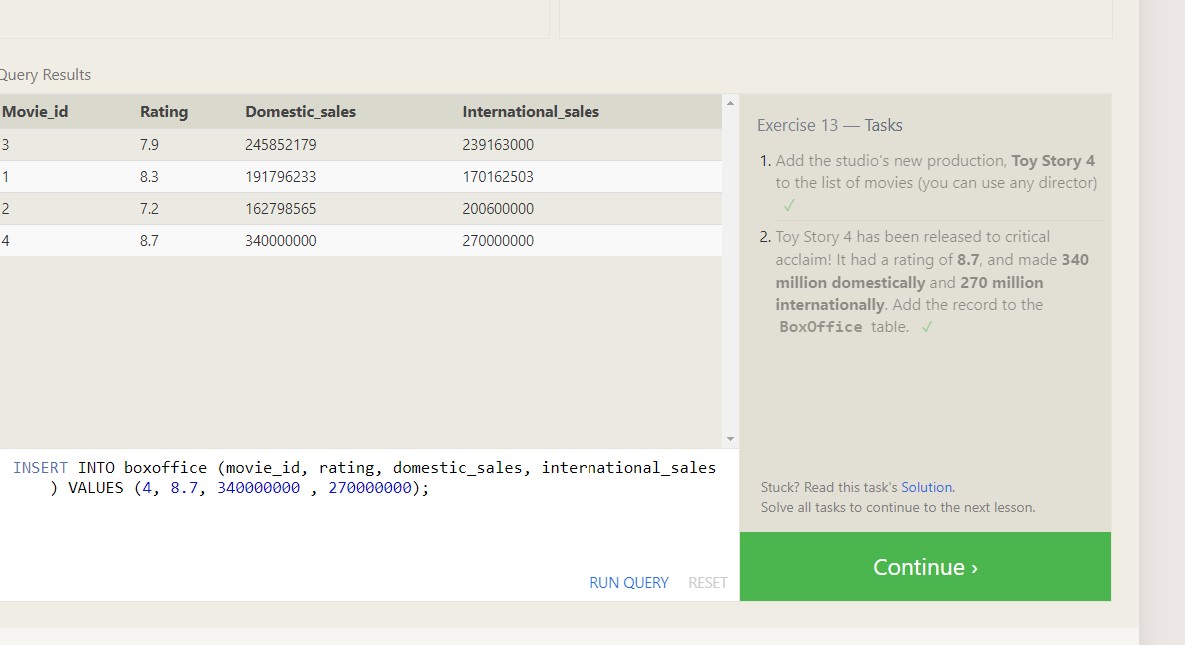 Query Results
Movie_id Rating Domestic_sales International_sales
3 7.9 245852179 239163000
1 8.3 191796233 170162503
2 7.2 162798565 200600000
4 8.7 340000000 270000000
INSERT INTO boxoffice (movie_id, rating, domestic_sales, international_sales
) VALUES (4, 8.7, 340000000 , 270000000);
RUN QUERY RESET
Exercise 13 — Tasks
1. Add the studio's new production, Toy Story 4
to the list of movies (you can use any director)
✓
2. Toy Story 4 has been released to critical
acclaim! It had a rating of 8.7, and made 340
million domestically and 270 million
internationally. Add the record to the
BoxOffice table. ✓
Stuck? Read this task's Solution.
Solve all tasks to continue to the next lesson.
Continue ›